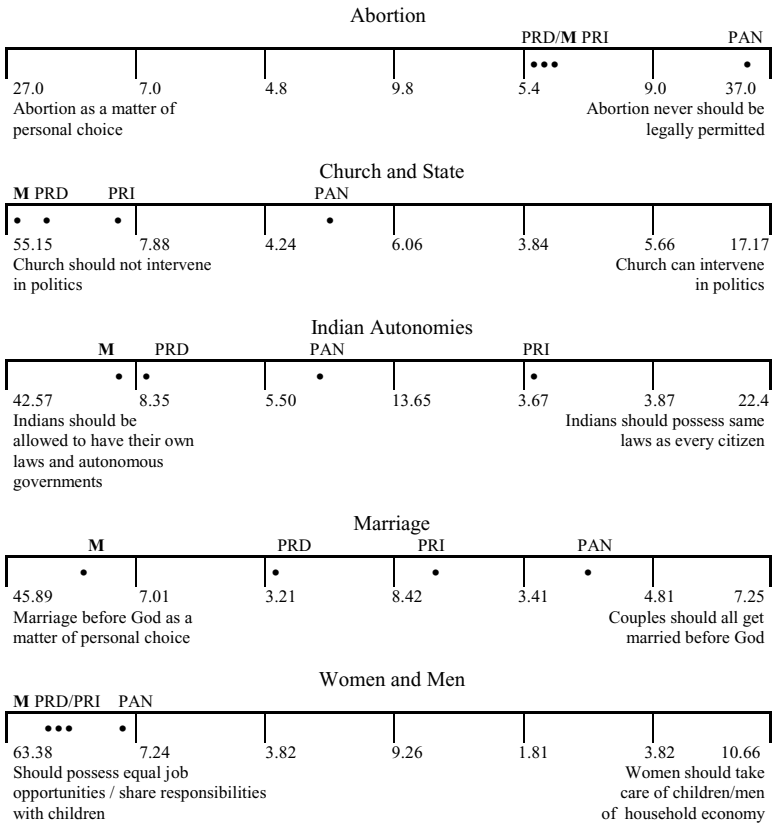 Abortion
PRD/M PRI PAN
27.0 7.0 4.8 9.8 5.4 9.0 37.0
Abortion as a matter of Abortion never should be
personal choice legally permitted
Church and State
M PRD PRI PAN
55.15 7.88 4.24 6.06 3.84 5.66 17.17
Church should not intervene Church can intervene
in politics in politics
Indian Autonomies
M PRD PAN PRI
42.57 8.35 5.50 13.65 3.67 3.87 22.4
Indians should be Indians should possess same
allowed to have their own laws as every citizen
laws and autonomous
governments
Marriage
M PRD PRI PAN
45.89 7.01 3.21 8.42 3.41 4.81 7.25
Marriage before God as a Couples should all get
matter of personal choice married before God
Women and Men
M PRD/PRI PAN
63.38 7.24 3.82 9.26 1.81 3.82 10.66
Should possess equal job Women should take
opportunities / share responsibilities care of children/men
with children of household economy